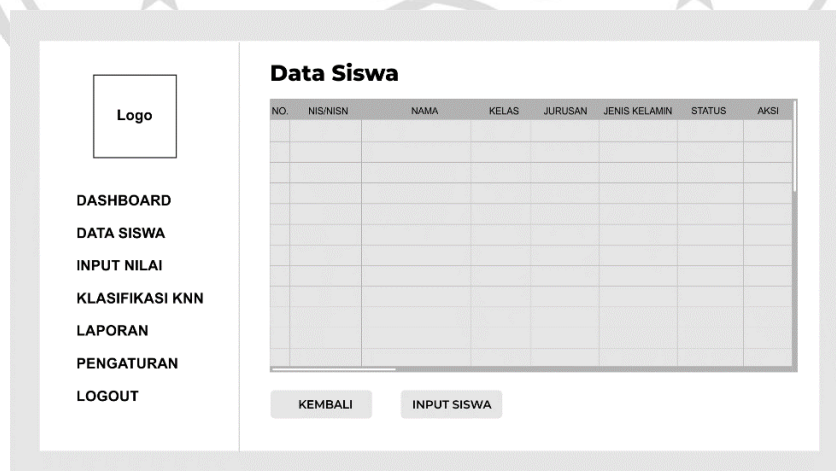 Logo
DASHBOARD
DATA SISWA
INPUT NILAI
KLASIFIKASI KNN
LAPORAN
PENGATURAN
LOGOUT
Data Siswa
NO. NIS/NISN NAMA KELAS JURUSAN JENIS KELAMIN STATUS AKSI
KEMBALI INPUT SISWA